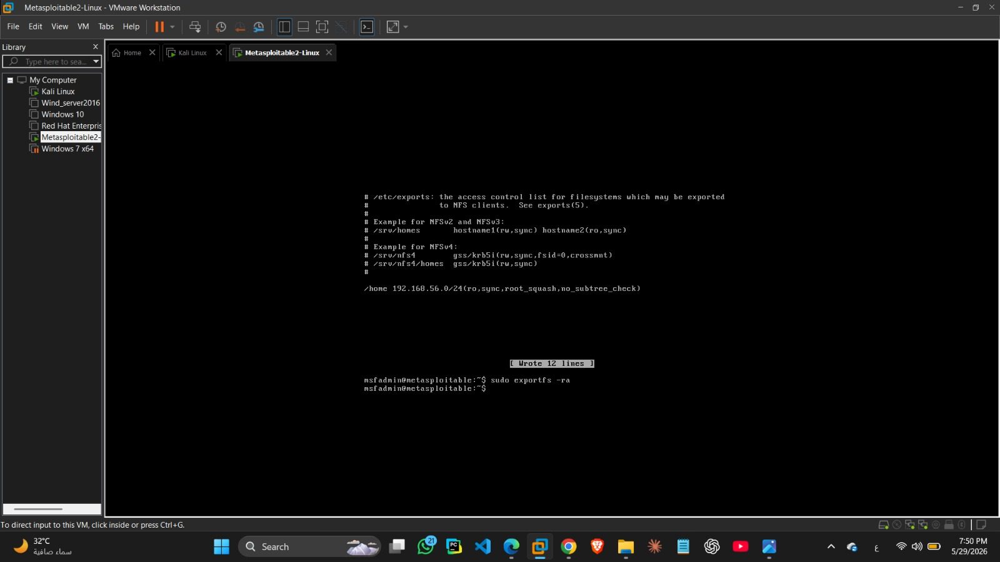 Metasploitable2-Linux - VMware Workstation
File Edit View VM Tabs Help
Library
Type here to sea...
My Computer
Kali Linux
Wind_server2016
Windows 10
Red Hat Enterpris
Metasploitable2-
Windows 7 x64
Home
Kali Linux
Metasploitable2-Linux
# /etc/exports: the access control list for filesystems which may be exported
# to NFS clients. See exports(5).
#
# Example for NFSv2 and NFSv3:
# /srv/homes hostname1(rw,sync) hostname2(ro,sync)
#
# Example for NFSv4:
# /srv/nfs4 gss/krb5i(rw,sync,fsid=0,crossmnt)
# /srv/nfs4/homes gss/krb5i(rw,sync)
#
/home 192.168.56.0/24(ro,sync,root_squash,no_subtree_check)
[ Wrote 12 lines ]
msfadmin@metasploitable:~$ sudo exportfs -ra
msfadmin@metasploitable:~$
To direct input to this VM, click inside or press Ctrl+G.
32°C
سماء صافية
Search
21
PC
ع
7:50 PM
5/29/2026